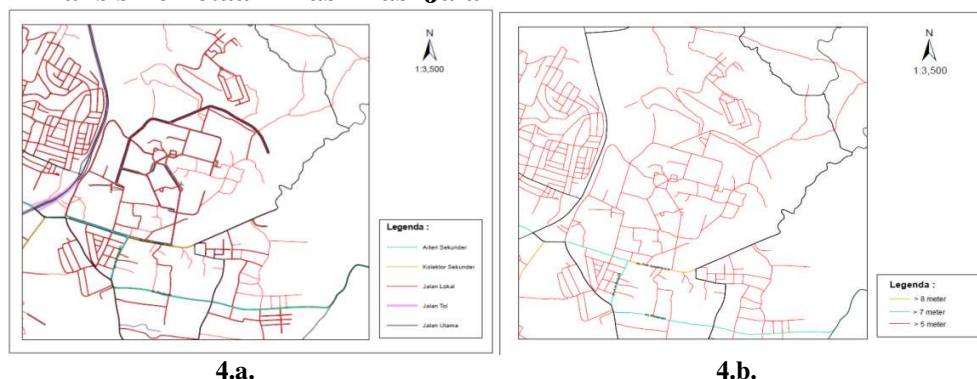 N
1:3,500
Legenda :
Arteri Sekunder
Kolektor Sekunder
Jalan Lokal
Jalan Tol
Jalan Utama
4.a.
N
1:3,500
Legenda :
> 8 meter
> 7 meter
> 5 meter
4.b.